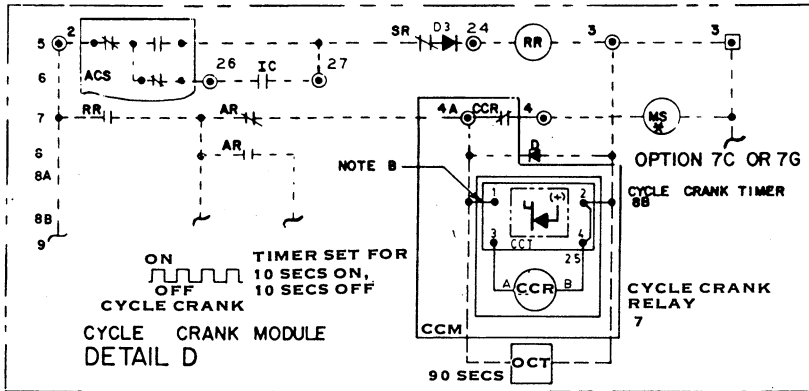 5 2 SR D3 24 RR 3 3
ACS
6 26 IC 27
7 RR AR 4A CCR 4 MS
*
6 AR D OPTION 7C OR 7G
8A NOTE B
1 (+) 2 CYCLE CRANK TIMER
8B
8B
9
3 CCT 4
25
ON TIMER SET FOR
10 SECS ON,
OFF 10 SECS OFF
CYCLE CRANK
A CCR B
CYCLE CRANK
RELAY
7
CYCLE CRANK MODULE
DETAIL D
CCM
90 SECS OCT